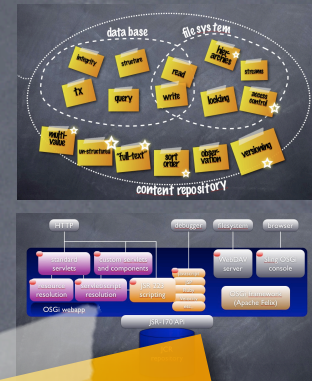 data base
file system
integrity
structure
hier-
archies
streams
read
tx
query
write
locking
access
control
multi-
value
un-structured
"full-text"
sort
order
obser-
vation
versioning
content repository
HTTP
debugger
filesystem
browser
standard
servlets
custom servlets
and components
WebDAV
server
Sling OSGi
console
resource
resolution
servlet/script
resolution
JSR-223
scripting
OSGi framework
(Apache Felix)
OSGi webapp
JSR-170 API